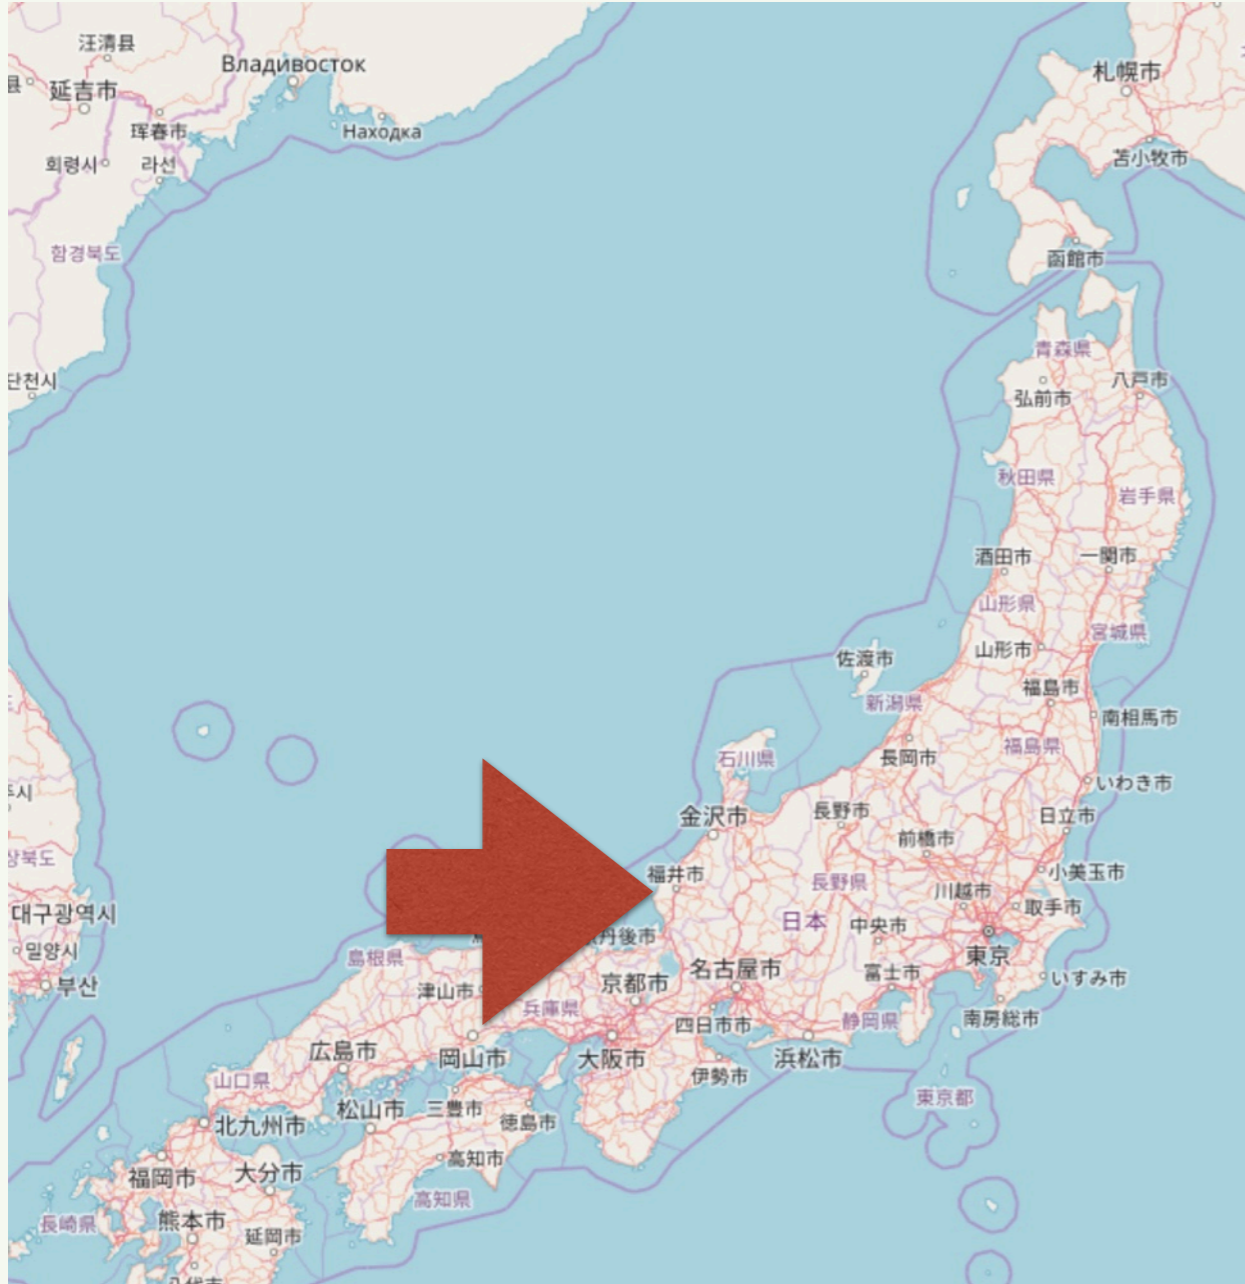 汪清县
Владивосток
札幌市
县
延吉市
珲春市
Находка
회령시
라선
苫小牧市
함경북도
函館市
青森県
단천시
八戸市
弘前市
秋田県
岩手県
酒田市
一関市
山形県
宮城県
山形市
佐渡市
福島市
新潟県
南相馬市
福島県
石川県
長岡市
いわき市
金沢市
長野市
日立市
前橋市
福井市
小美玉市
長野県
川越市
取手市
대구광역시
日本
中央市
丹後市
밀양시
島根県
東京
名古屋市
富士市
いすみ市
부산
津山市
京都市
兵庫県
四日市市
静岡県
南房総市
広島市
岡山市
大阪市
浜松市
伊勢市
山口県
東京都
松山市
三豊市
北九州市
徳島市
高知市
福岡市
大分市
高知県
長崎県
熊本市
延岡市
八代市